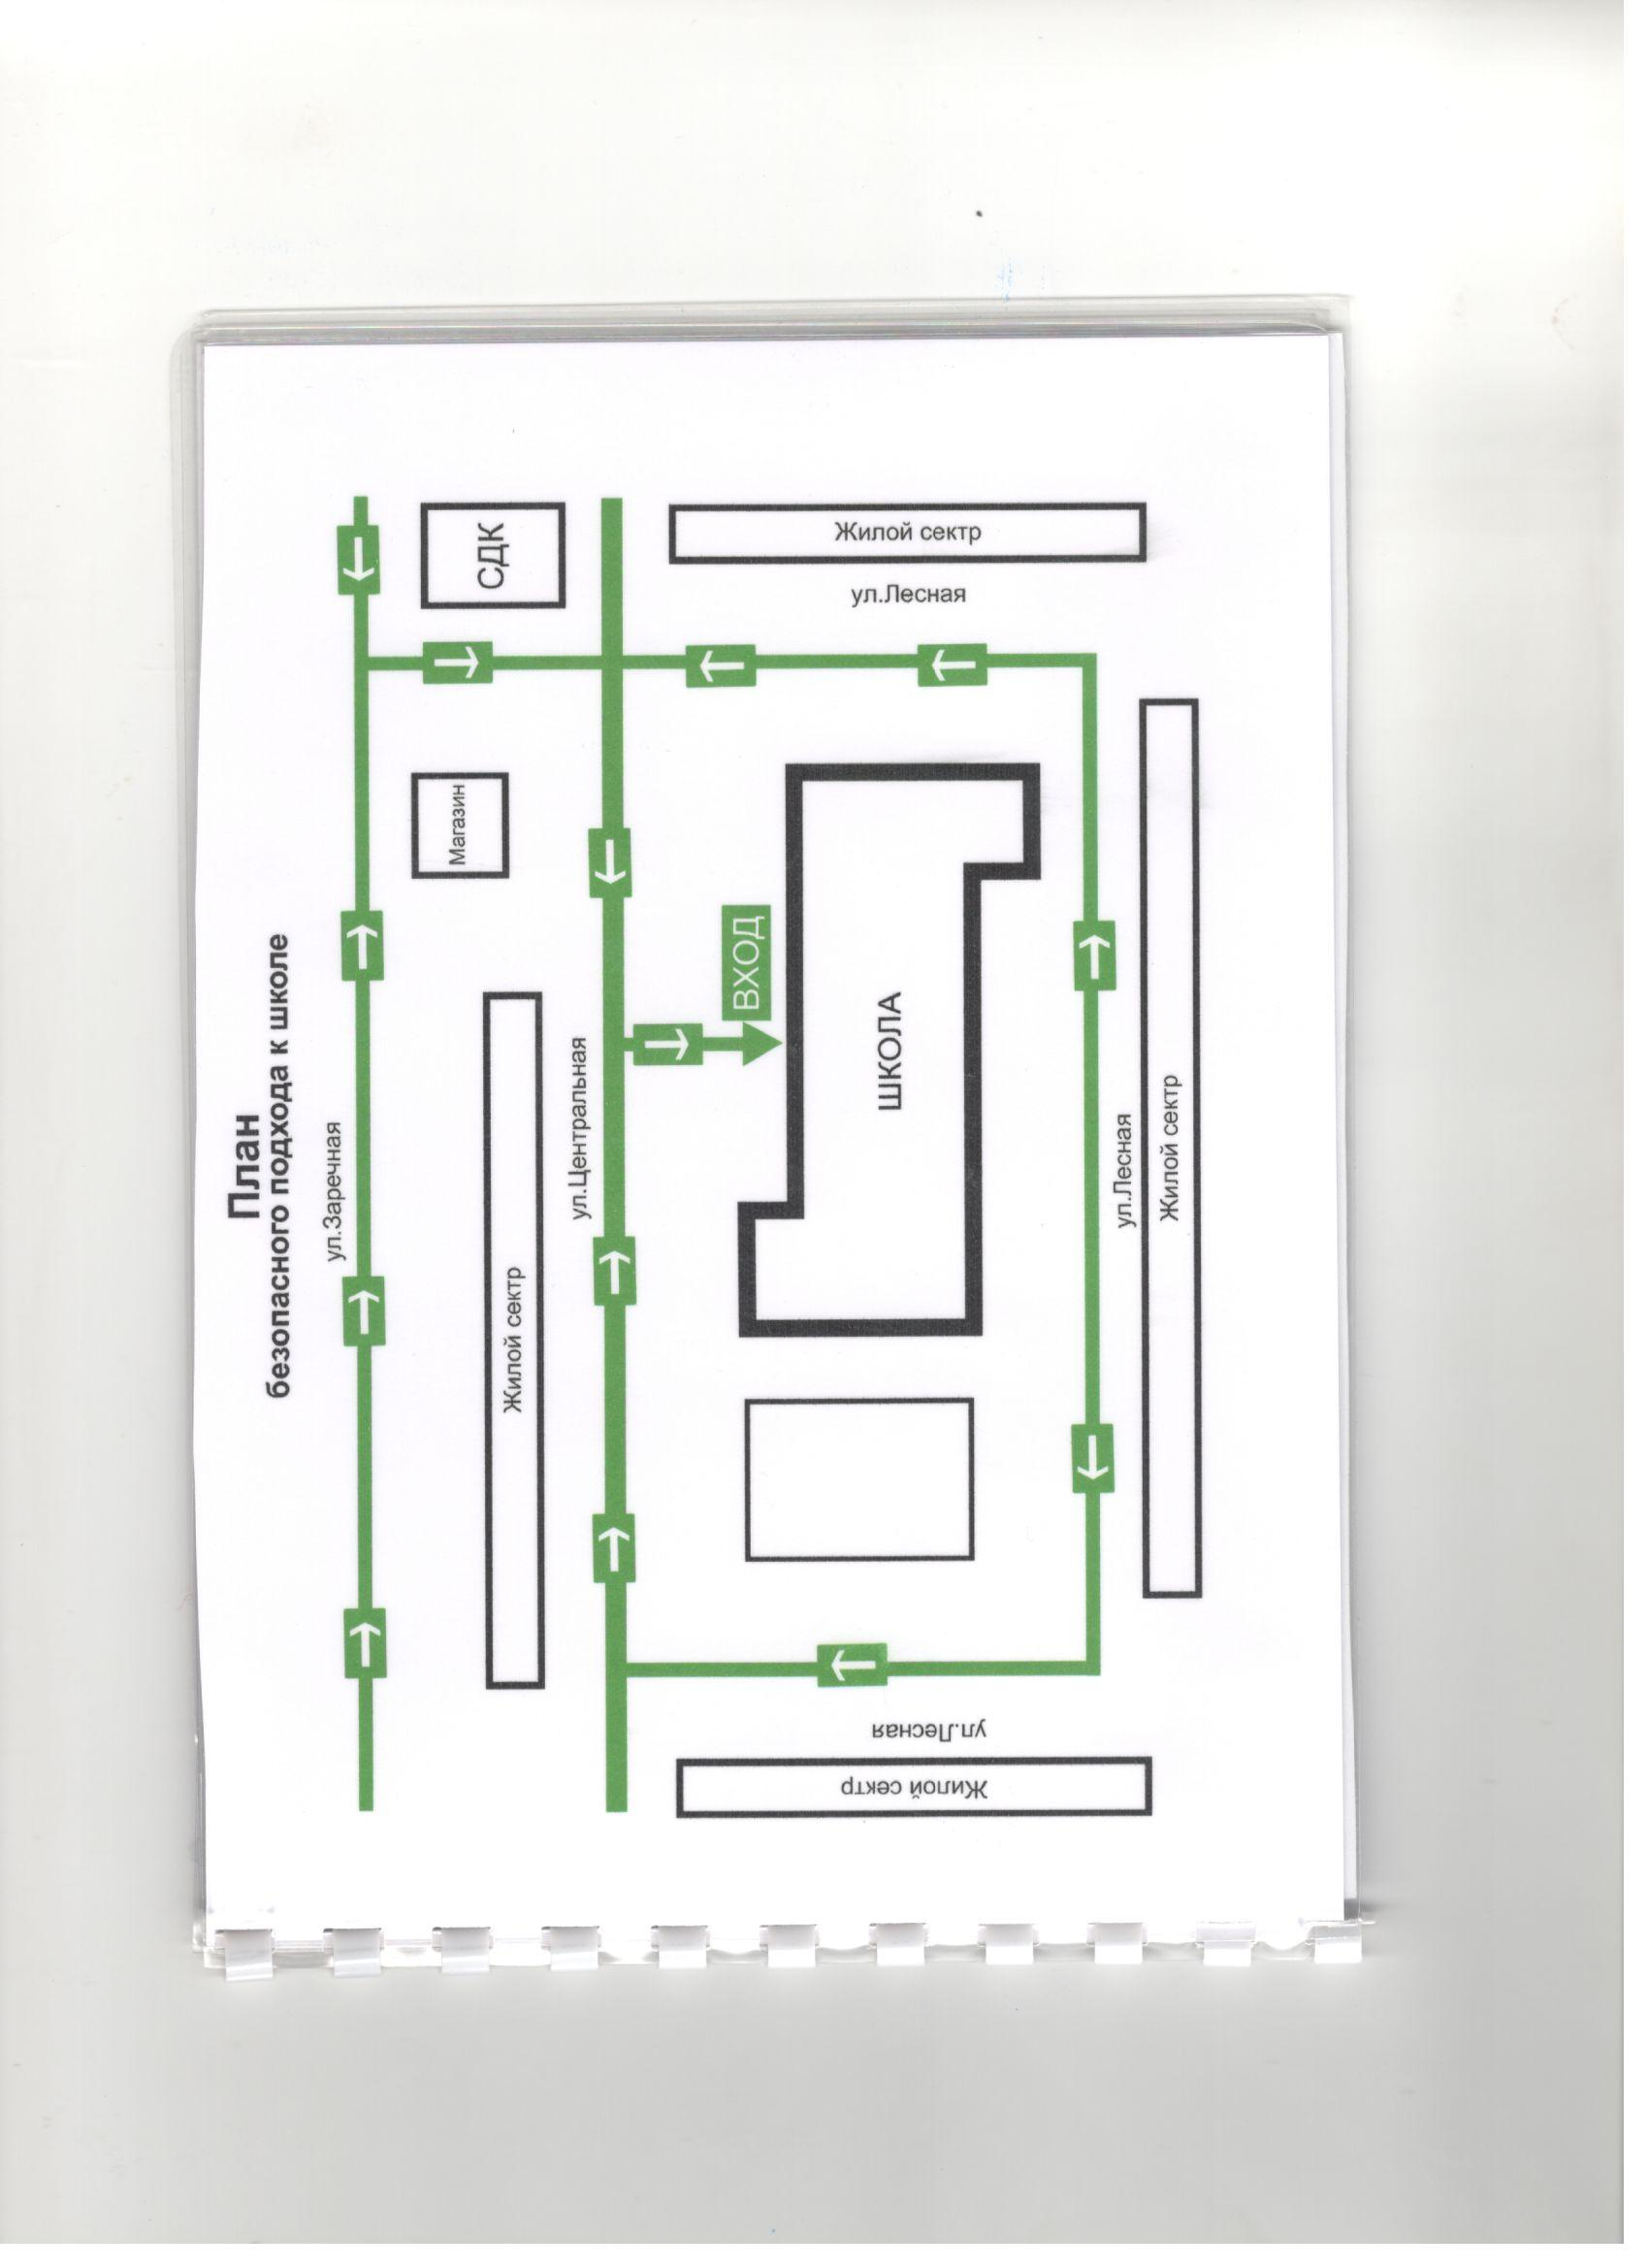 План
безопасного подхода к школе
ул.Заречная
Магазин
СДК
Жилой сектр
ул.Центральная
ВХОД
ШКОЛА
ул.Лесная
Жилой сектр
ул.Лесная
Жилой сектр
ул.Лесная
Жилой сектр